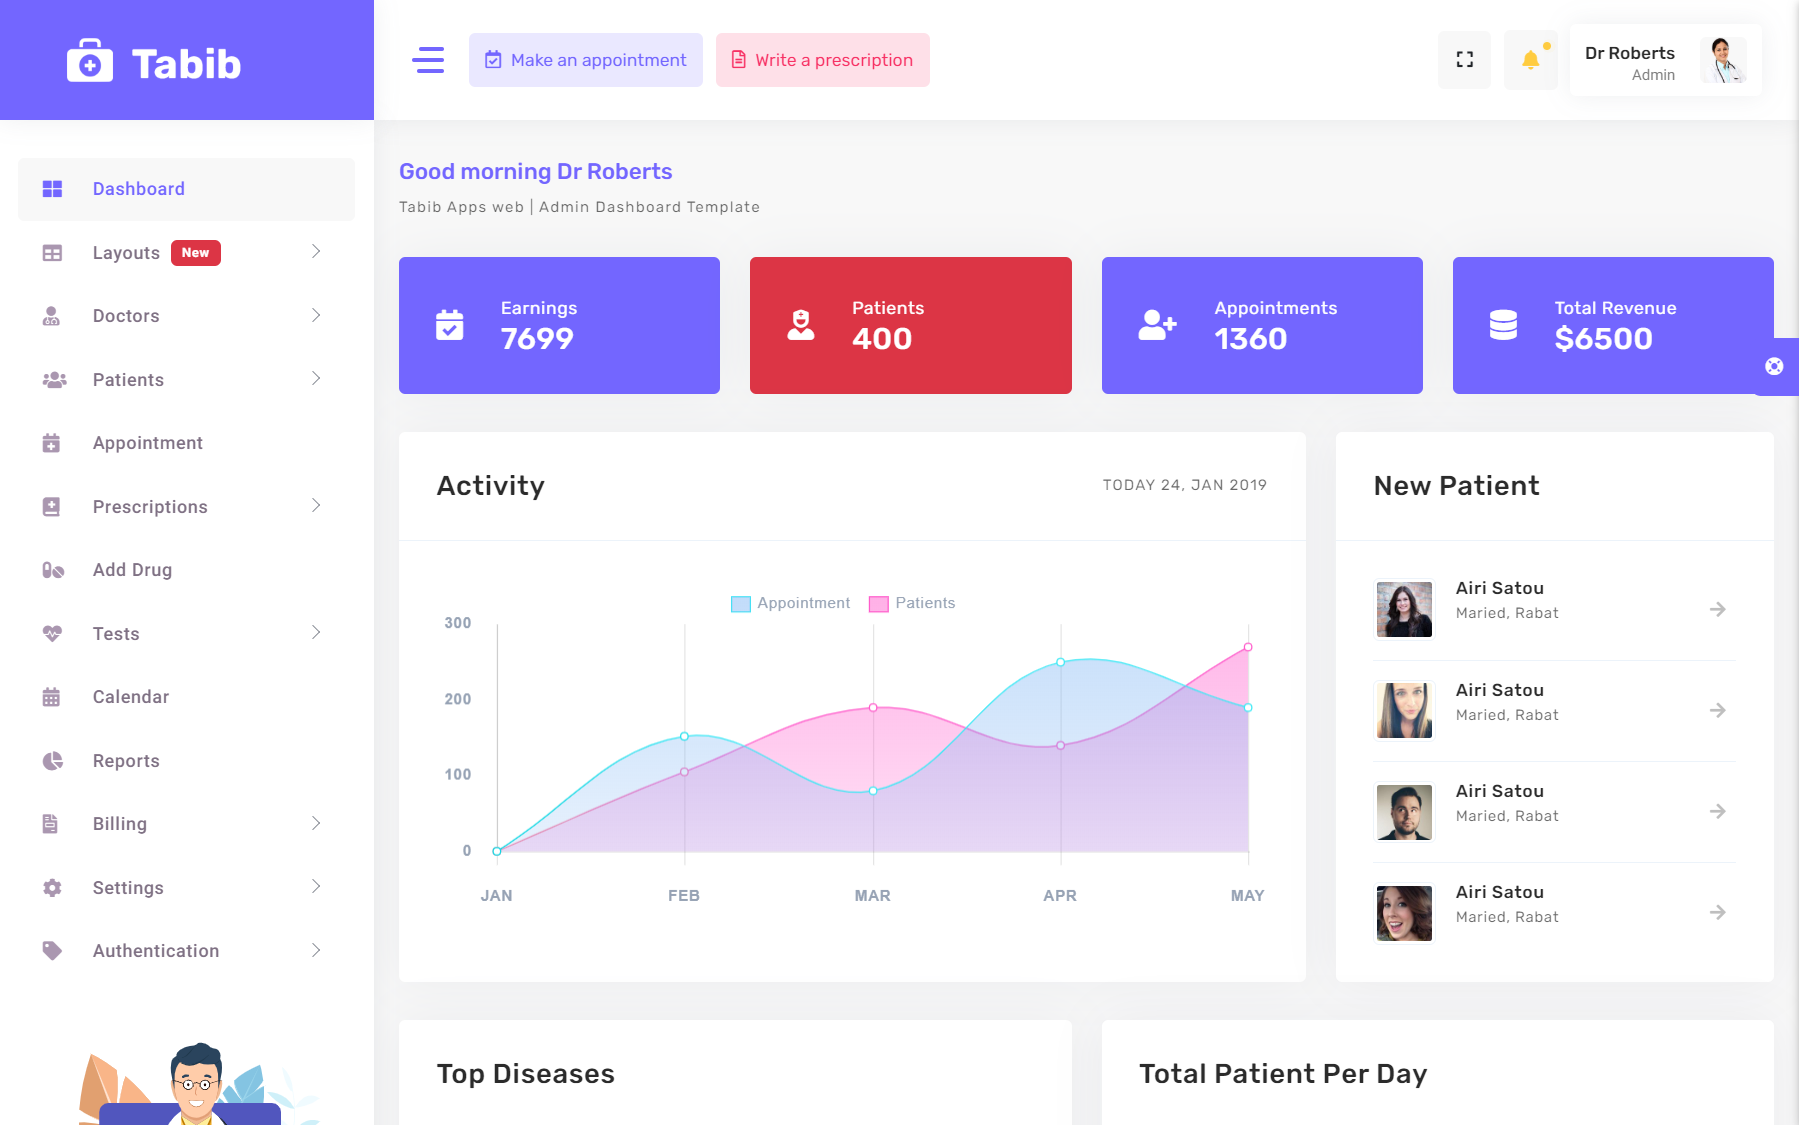 Tabib
Make an appointment
Write a prescription
Dr Roberts
Admin
Dashboard
Layouts New
Doctors
Patients
Appointment
Prescriptions
Add Drug
Tests
Calendar
Reports
Billing
Settings
Authentication
Good morning Dr Roberts
Tabib Apps web | Admin Dashboard Template
Earnings
7699
Patients
400
Appointments
1360
Total Revenue
$6500
Activity
TODAY 24, JAN 2019
Appointment Patients
300
200
100
0
JAN FEB MAR APR MAY
New Patient
Airi Satou
Maried, Rabat
Airi Satou
Maried, Rabat
Airi Satou
Maried, Rabat
Airi Satou
Maried, Rabat
Top Diseases
Total Patient Per Day